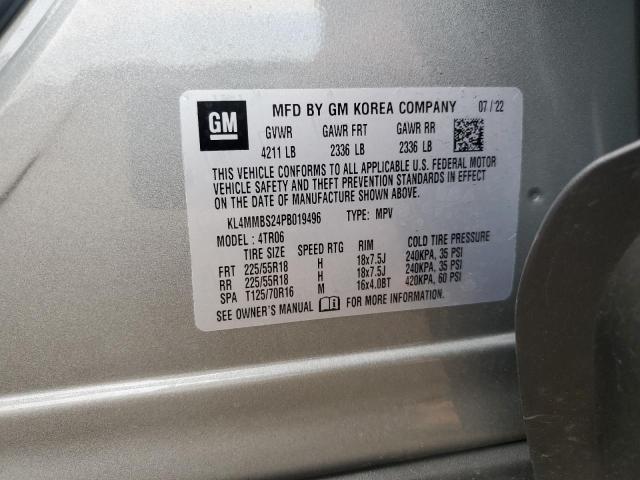 GM
MFD BY GM KOREA COMPANY 07/22
GVWR GAWR FRT GAWR RR
4211 LB 2336 LB 2336 LB
THIS VEHICLE CONFORMS TO ALL APPLICABLE U.S. FEDERAL MOTOR
VEHICLE SAFETY AND THEFT PREVENTION STANDARDS IN EFFECT
ON THE DATE OF MANUFACTURE SHOWN ABOVE.
KL4MMBS24PB019496 TYPE: MPV
MODEL: 4TR06
TIRE SIZE SPEED RTG RIM COLD TIRE PRESSURE
FRT 225/55R18 H 18x7.5J 240KPA, 35 PSI
RR 225/55R18 H 18x7.5J 240KPA, 35 PSI
SPA T125/70R16 M 16x4.0BT 420KPA, 60 PSI
SEE OWNER'S MANUAL FOR MORE INFORMATION.